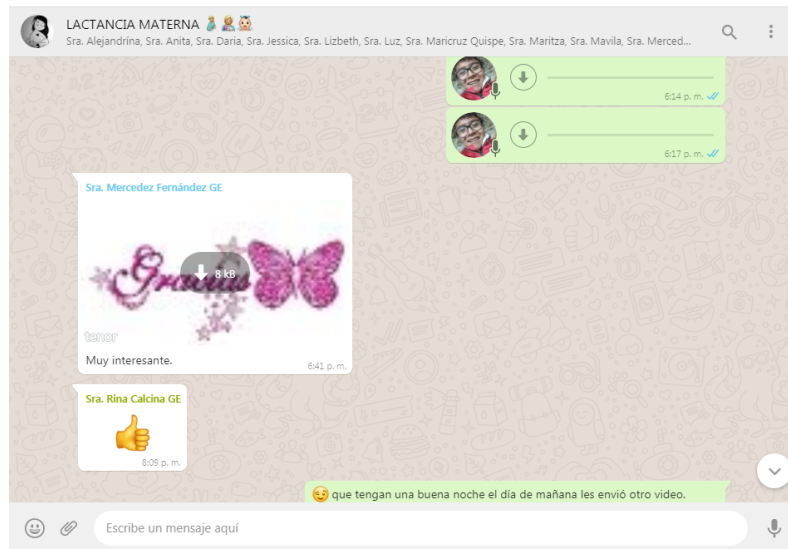 LACTANCIA MATERNA 🤰🤱👶
Sra. Alejandrína, Sra. Anita, Sra. Daria, Sra. Jessica, Sra. Lizbeth, Sra. Luz, Sra. Maricruz Quispe, Sra. Maritza, Sra. Mavila, Sra. Merced...
6:14 p. m.
6:17 p. m.
Sra. Mercedez Fernández GE
Gracias
8 kB
tenor
Muy interesante.
6:41 p. m.
Sra. Rina Calcina GE
👍
8:09 p. m.
😉 que tengan una buena noche el día de mañana les envió otro video.
Escribe un mensaje aquí